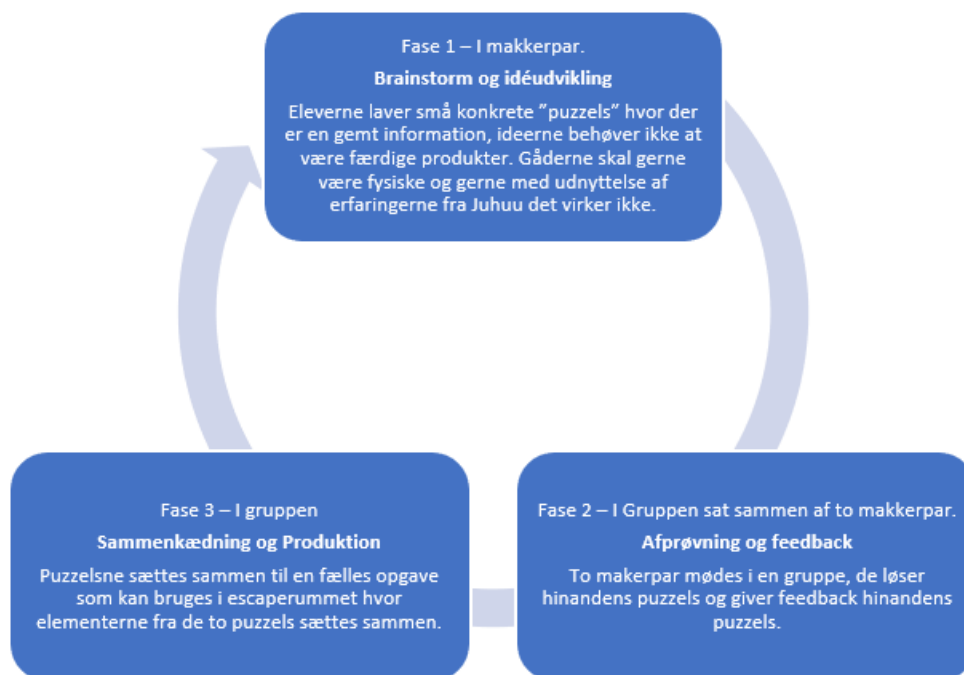 Fase 1 – I makkerpar.
Brainstorm og idéudvikling
Eleverne laver små konkrete ”puzzels” hvor der
er en gemt information, ideerne behøver ikke at
være færdige produkter. Gåderne skal gerne
være fysiske og gerne med udnyttelse af
erfaringerne fra Juhuu det virker ikke.
Fase 2 – I Gruppen sat sammen af to makkerpar.
Afprøvning og feedback
To makerpar mødes i en gruppe, de løser
hinandens puzzels og giver feedback hinandens
puzzels.
Fase 3 – I gruppen
Sammenkædning og Produktion
Puzzelsne sættes sammen til en fælles opgave
som kan bruges i escaperummet hvor
elementerne fra de to puzzels sættes sammen.